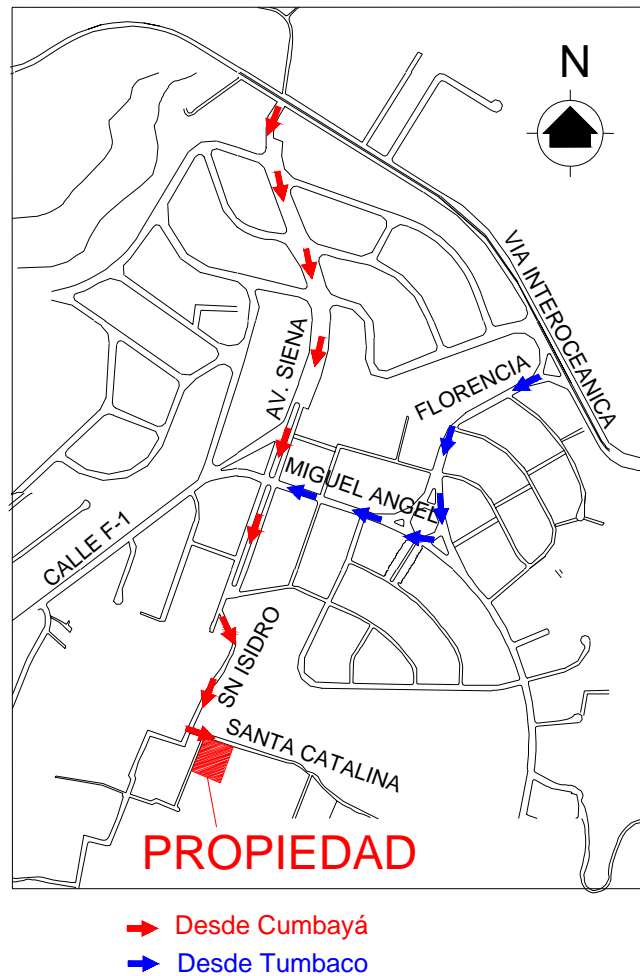 N
VIA INTEROCEANICA
AV. SIENA
FLORENCIA
MIGUEL ANGEL
CALLE F-1
SN ISIDRO
SANTA CATALINA
PROPIEDAD
Desde Cumbayá
Desde Tumbaco